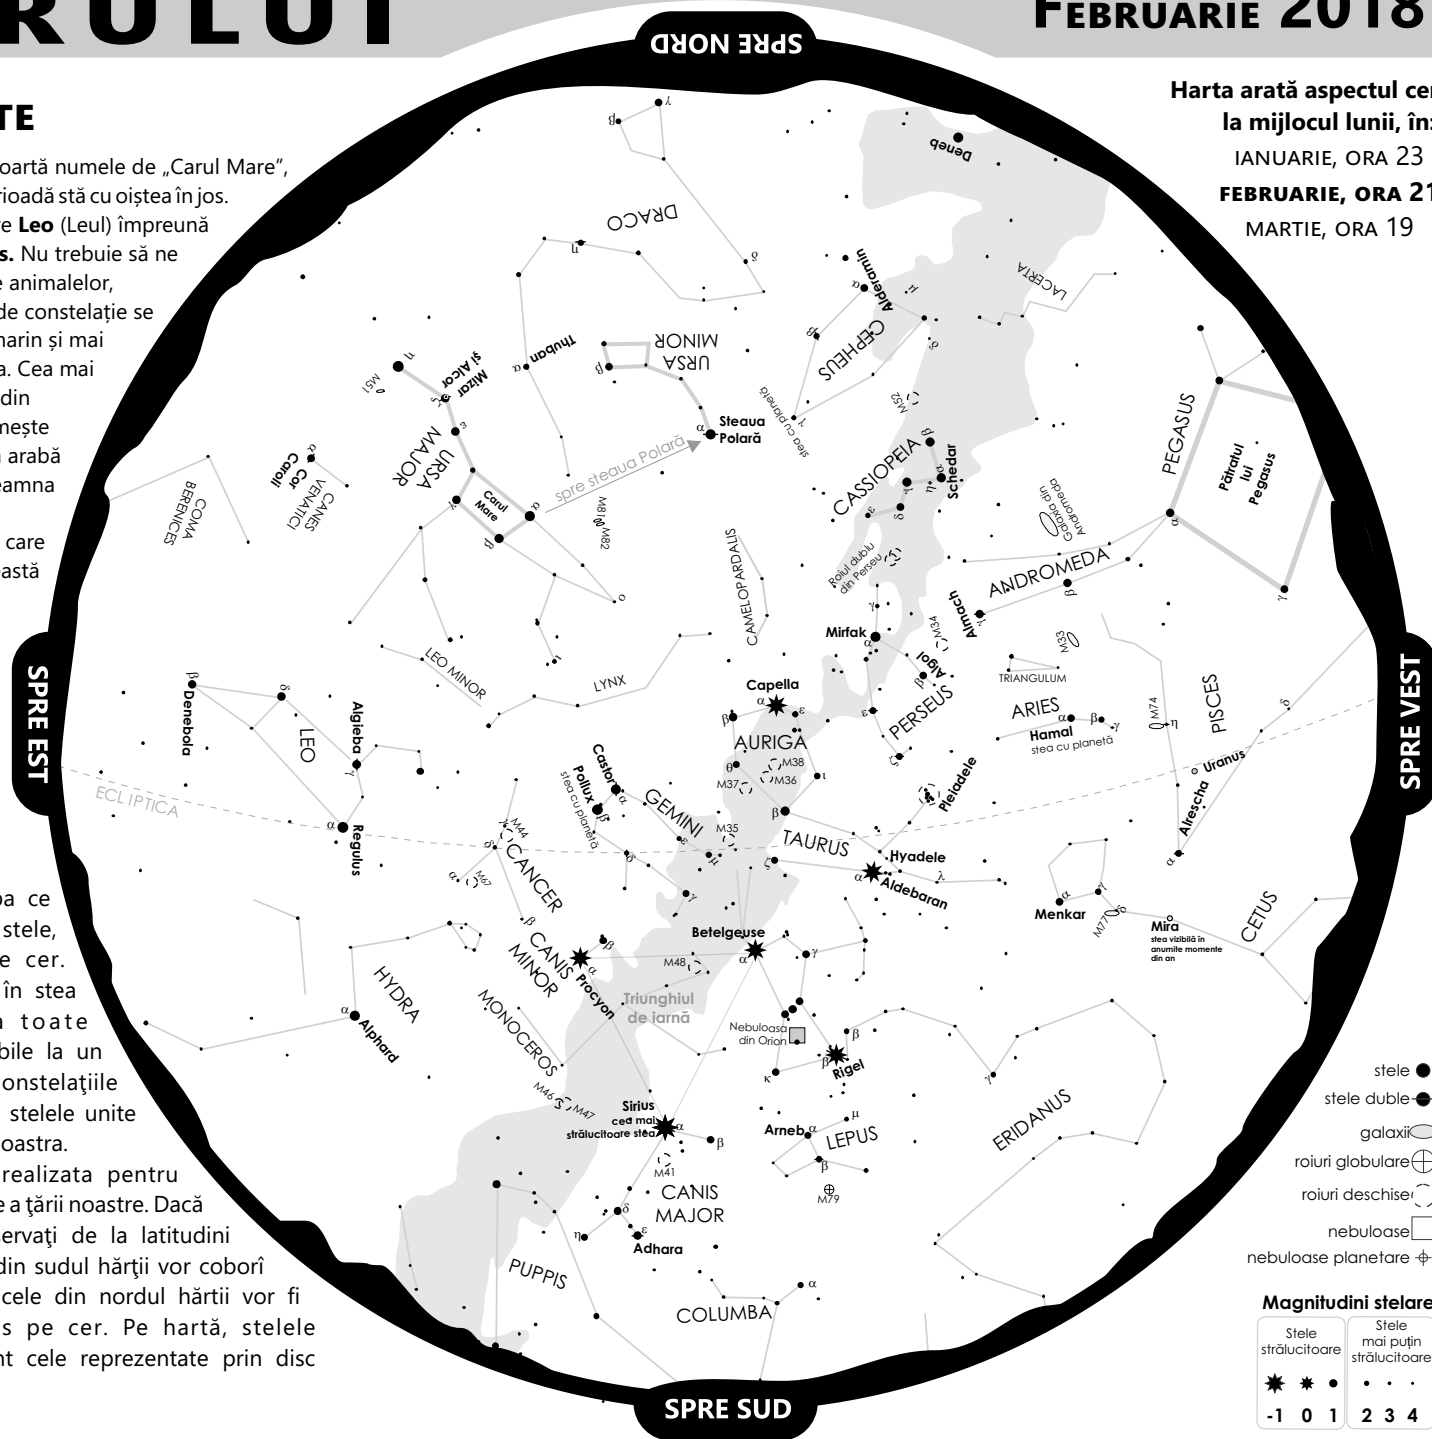 RULUI
FEBRUARIE 2018
TE
oartă numele de „Carul Mare”,
rioadă stă cu oiștea în jos.
re Leo (Leul) împreună
s. Nu trebuie să ne
e animalelor,
de constelație se
marin și mai
a. Cea mai
din
nește
arabă
eamna
care
eastă
ba ce
stele,
e cer.
în stea
a toate
bile la un
onstelațiile
stelele unite
oastra.
realizata pentru
e a țării noastre. Dacă
servați de la latitudini
din sudul hărții vor coborî
cele din nordul hărtii vor fi
s pe cer. Pe hartă, stelele
nt cele reprezentate prin disc
Harta arată aspectul cer
la mijlocul lunii, în:
IANUARIE, ORA 23
FEBRUARIE, ORA 21
MARTIE, ORA 19
SPRE NORD
SPRE EST
SPRE VEST
SPRE SUD
γ
β
DRACO
η
δ
Deneb
Alderamin
α
μ
LACERTA
β
CEPHEUS
δ
γ
stea cu planetă
M52
Thuban
α
URSA
MINOR
β
Steaua
Polară
α
spre steaua Polară
η
M51
Mizar
și Alcor
ζ
ε
URSA
MAJOR
Carul
Mare
γ
α
β
M81
M82
ο
ι
α
Cor
Caroli
CANES
VENATICI
COMA
BERENICES
CASSIOPEIA
β
Schedar
α
η
γ
δ
ε
Galaxia din
Andromeda
PEGASUS
Pătratul
lui
Pegasus
α
γ
Roiul dublu
din Perseu
CAMELOPARDALIS
ANDROMEDA
β
Almach
γ
γ
Mirfak
α
M34
Algol
β
M33
TRIANGULUM
LEO MINOR
LYNX
β
Denebola
δ
LEO
Algieba
γ
Capella
α
ε
β
AURIGA
θ
M38
M36
M37
ι
PERSEUS
ε
ζ
ARIES
α
β
γ
Hamal
stea cu planetă
M74
η
PISCES
δ
Uranus
Alrescha
α
ECLIPTICA
α
Regulus
Castor
α
Pollux
β
stea cu planetă
GEMINI
M35
ε
μ
δ
γ
β
TAURUS
ζ
Pleiadele
Hyadele
α
Aldebaran
λ
M44
γ
δ
CANCER
α
M67
β
Menkar
α
γ
δ
M77
Mira
stea vizibilă în
anumite momente
din an
CETUS
CANIS
MINOR
β
α
Procyon
HYDRA
α
Alphard
MONOCEROS
Betelgeuse
α
γ
M48
Triunghiul
de iarnă
Nebuloasa
din Orion
κ
β
β
Rigel
γ
ERIDANUS
M46
M47
Sirius
cea mai
strălucitoare stea
α
β
M41
Arneb
α
μ
LEPUS
β
M79
CANIS
MAJOR
δ
η
ε
Adhara
PUPPIS
COLUMBA
α
stele
stele duble
galaxii
roiuri globulare
roiuri deschise
nebuloase
nebuloase planetare
Magnitudini stelare
Stele
strălucitoare
Stele
mai puțin
strălucitoare
-1 0 1 2 3 4